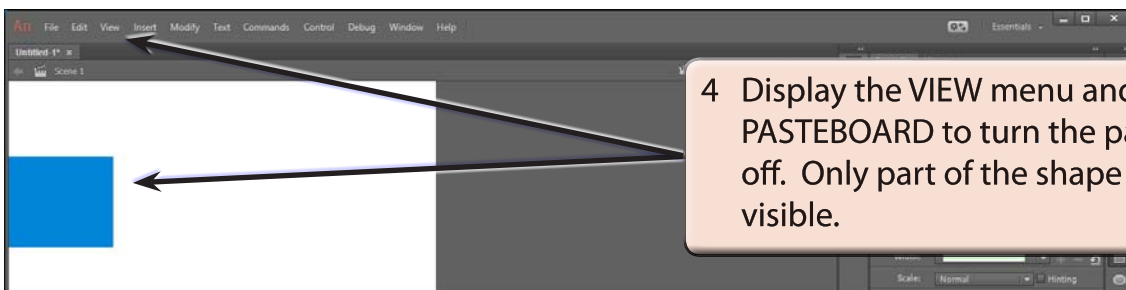 An File Edit View Insert Modify Text Commands Control Debug Window Help Essentials
Untitled-1* ×
Scene 1
4 Display the VIEW menu and
PASTEBOARD to turn the pa
off. Only part of the shape
visible.
Scale: Normal Hinting